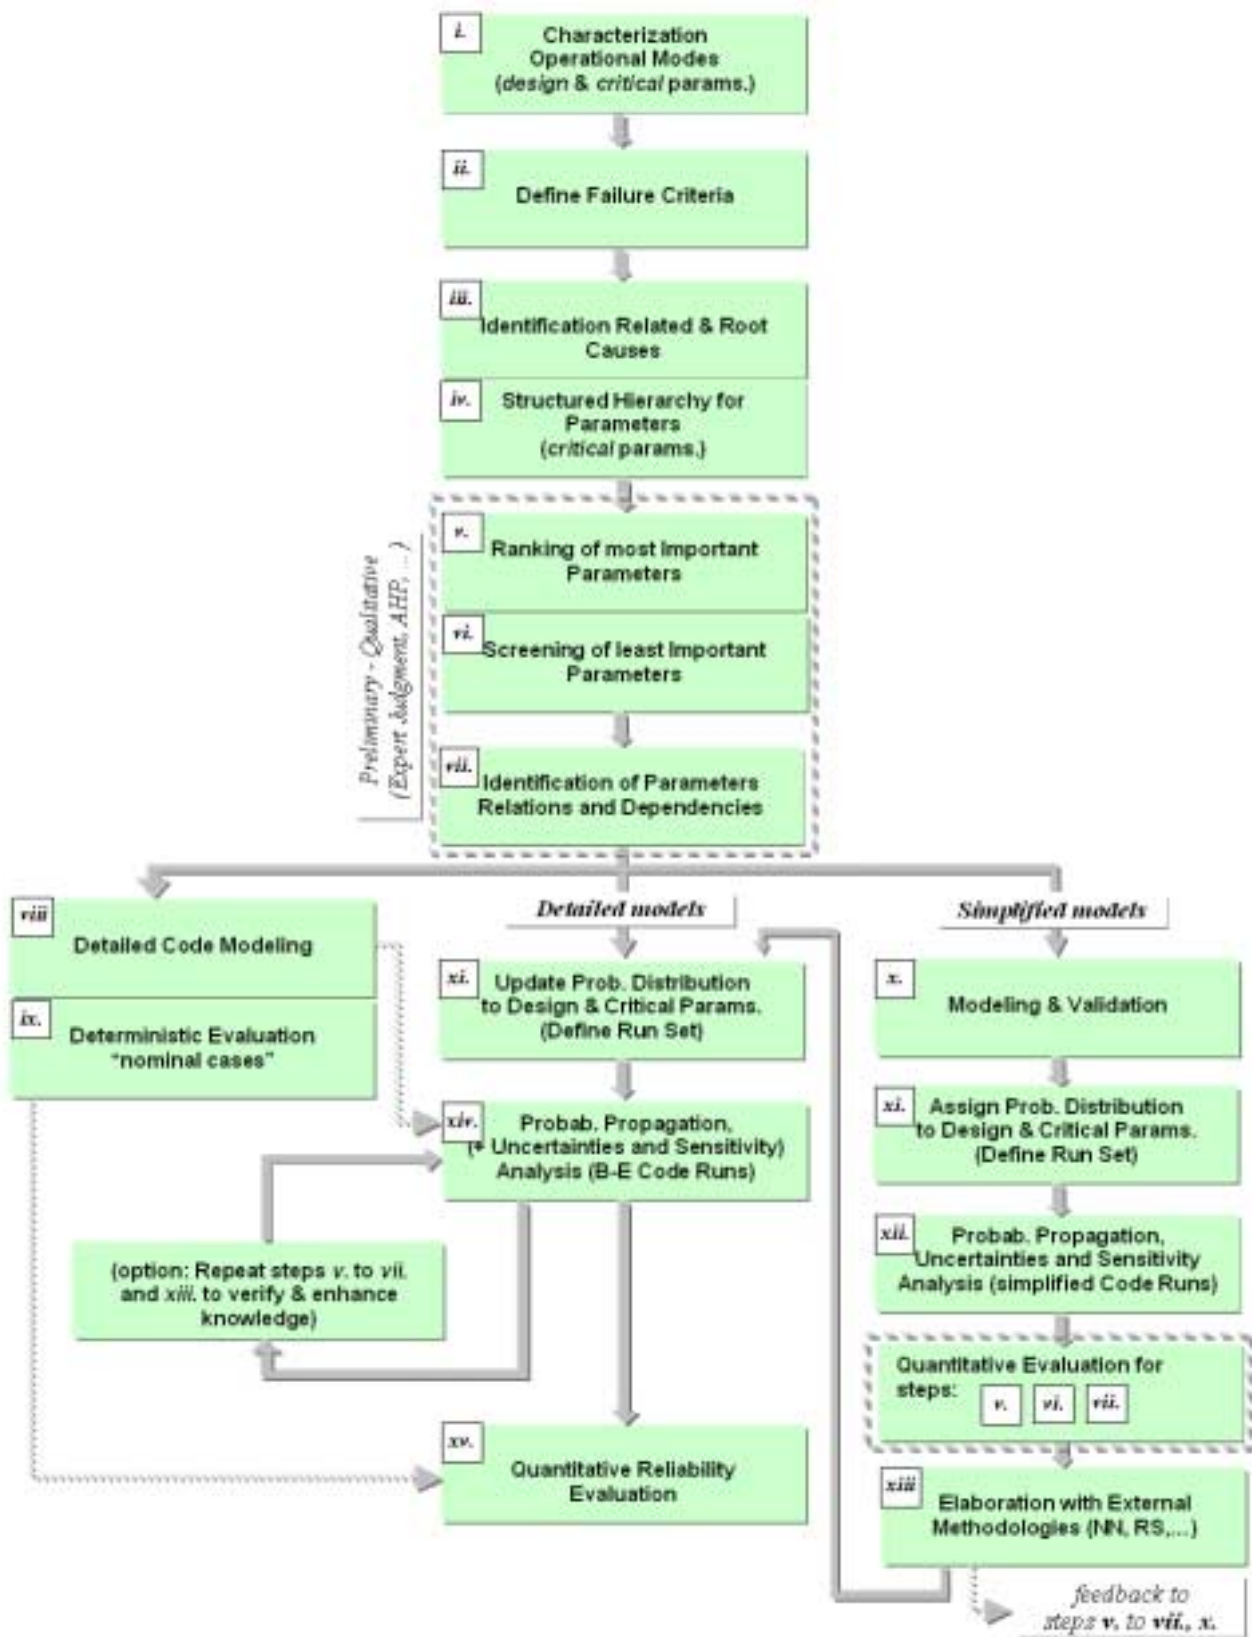 i.
Characterization
Operational Modes
(design & critical params.)
ii.
Define Failure Criteria
iii.
Identification Related & Root
Causes
iv.
Structured Hierarchy for
Parameters
(critical params.)
Preliminary - Qualitative
(Expert Judgment, AHP, ...)
v.
Ranking of most Important
Parameters
vi.
Screening of least Important
Parameters
vii.
Identification of Parameters
Relations and Dependencies
viii
Detailed Code Modeling
ix.
Deterministic Evaluation
"nominal cases"
Detailed models
xi.
Update Prob. Distribution
to Design & Critical Params.
(Define Run Set)
xiv.
Probab. Propagation,
(+ Uncertainties and Sensitivity)
Analysis (B-E Code Runs)
(option: Repeat steps v. to vii.
and xiii. to verify & enhance
knowledge)
xv.
Quantitative Reliability
Evaluation
Simplified models
x.
Modeling & Validation
xi.
Assign Prob. Distribution
to Design & Critical Params.
(Define Run Set)
xii.
Probab. Propagation,
Uncertainties and Sensitivity
Analysis (simplified Code Runs)
Quantitative Evaluation for
steps:
v. vi. vii.
xiii
Elaboration with External
Methodologies (NN, RS,...)
feedback to
steps v. to vii., x.